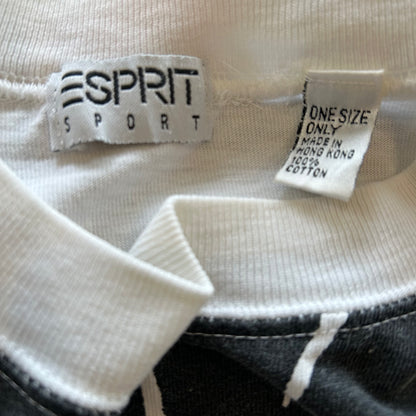 ESPRIT
SPORT
ONE SIZE
ONLY
MADE IN
HONG KONG
100%
COTTON